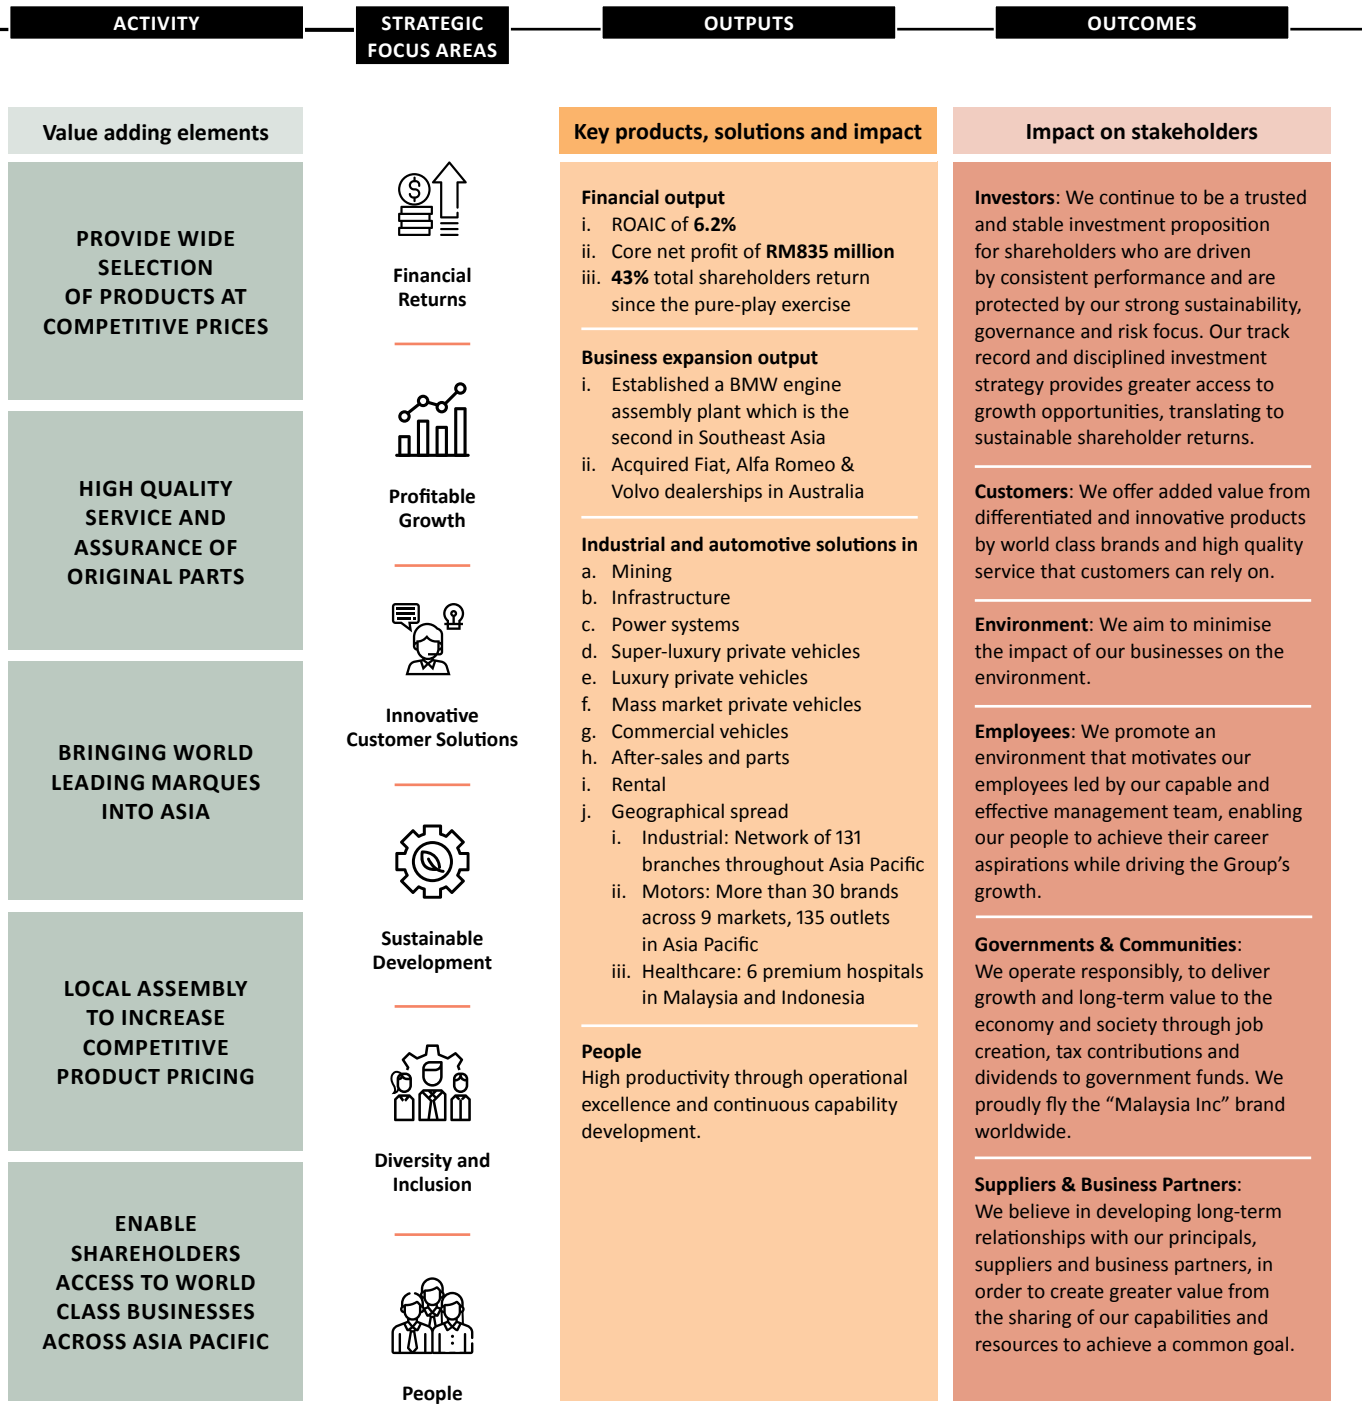 ACTIVITY
STRATEGIC
FOCUS AREAS
OUTPUTS
OUTCOMES
Value adding elements
PROVIDE WIDE
SELECTION
OF PRODUCTS AT
COMPETITIVE PRICES
HIGH QUALITY
SERVICE AND
ASSURANCE OF
ORIGINAL PARTS
BRINGING WORLD
LEADING MARQUES
INTO ASIA
LOCAL ASSEMBLY
TO INCREASE
COMPETITIVE
PRODUCT PRICING
ENABLE
SHAREHOLDERS
ACCESS TO WORLD
CLASS BUSINESSES
ACROSS ASIA PACIFIC
Financial
Returns
Profitable
Growth
Innovative
Customer Solutions
Sustainable
Development
Diversity and
Inclusion
People
Key products, solutions and impact
Financial output
i. ROAIC of 6.2%
ii. Core net profit of RM835 million
iii. 43% total shareholders return
since the pure-play exercise
Business expansion output
i. Established a BMW engine
assembly plant which is the
second in Southeast Asia
ii. Acquired Fiat, Alfa Romeo &
Volvo dealerships in Australia
Industrial and automotive solutions in
a. Mining
b. Infrastructure
c. Power systems
d. Super-luxury private vehicles
e. Luxury private vehicles
f. Mass market private vehicles
g. Commercial vehicles
h. After-sales and parts
i. Rental
j. Geographical spread
i. Industrial: Network of 131
branches throughout Asia Pacific
ii. Motors: More than 30 brands
across 9 markets, 135 outlets
in Asia Pacific
iii. Healthcare: 6 premium hospitals
in Malaysia and Indonesia
People
High productivity through operational
excellence and continuous capability
development.
Impact on stakeholders
Investors: We continue to be a trusted
and stable investment proposition
for shareholders who are driven
by consistent performance and are
protected by our strong sustainability,
governance and risk focus. Our track
record and disciplined investment
strategy provides greater access to
growth opportunities, translating to
sustainable shareholder returns.
Customers: We offer added value from
differentiated and innovative products
by world class brands and high quality
service that customers can rely on.
Environment: We aim to minimise
the impact of our businesses on the
environment.
Employees: We promote an
environment that motivates our
employees led by our capable and
effective management team, enabling
our people to achieve their career
aspirations while driving the Group's
growth.
Governments & Communities:
We operate responsibly, to deliver
growth and long-term value to the
economy and society through job
creation, tax contributions and
dividends to government funds. We
proudly fly the “Malaysia Inc” brand
worldwide.
Suppliers & Business Partners:
We believe in developing long-term
relationships with our principals,
suppliers and business partners, in
order to create greater value from
the sharing of our capabilities and
resources to achieve a common goal.